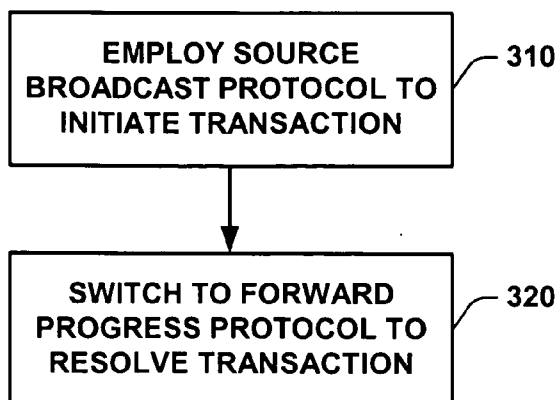 EMPLOY SOURCE
BROADCAST PROTOCOL TO
INITIATE TRANSACTION
310
SWITCH TO FORWARD
PROGRESS PROTOCOL TO
RESOLVE TRANSACTION
320